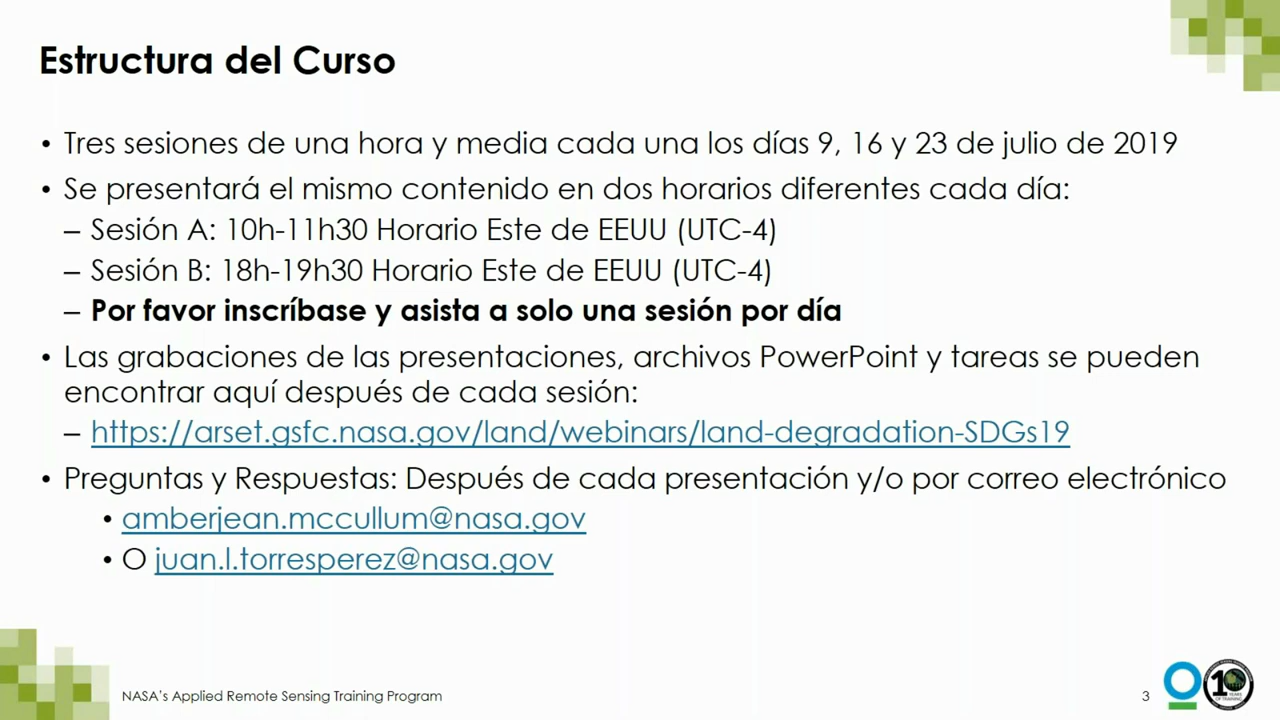 Estructura del Curso
• Tres sesiones de una hora y media cada una los días 9, 16 y 23 de julio de 2019
• Se presentará el mismo contenido en dos horarios diferentes cada día:
– Sesión A: 10h-11h30 Horario Este de EEUU (UTC-4)
– Sesión B: 18h-19h30 Horario Este de EEUU (UTC-4)
– Por favor inscríbase y asista a solo una sesión por día
• Las grabaciones de las presentaciones, archivos PowerPoint y tareas se pueden
encontrar aquí después de cada sesión:
– https://arset.gsfc.nasa.gov/land/webinars/land-degradation-SDGs19
• Preguntas y Respuestas: Después de cada presentación y/o por correo electrónico
• amberjean.mccullum@nasa.gov
• O juan.l.torresperez@nasa.gov
NASA's Applied Remote Sensing Training Program
3
10
YEARS
OF TRAINING